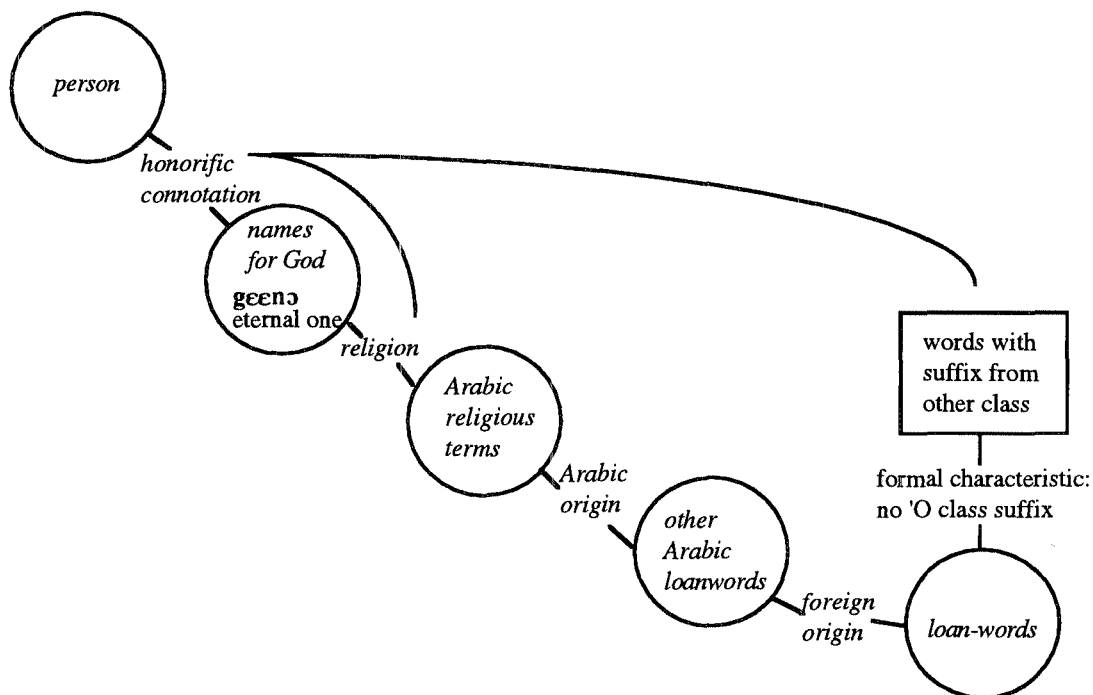 person
honorific
connotation
names
for God
gɛɛnɔ
eternal one
religion
Arabic
religious
terms
Arabic
origin
other
Arabic
loanwords
foreign
origin
loan-words
words with
suffix from
other class
formal characteristic:
no 'O class suffix